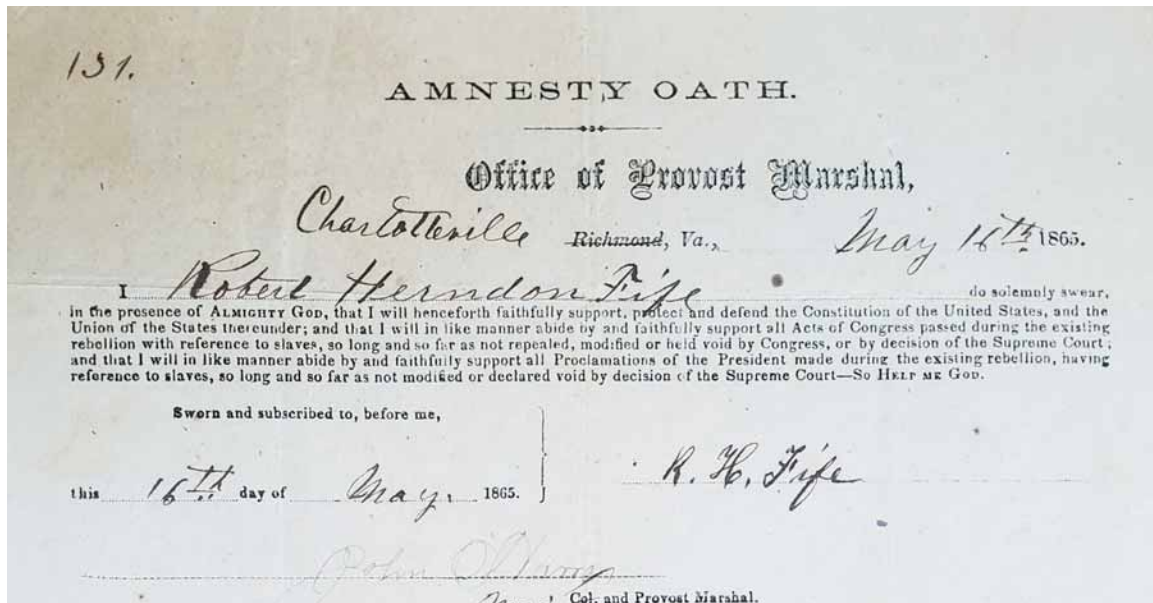 131.
AMNESTY OATH.
Office of Provost Marshal,
Charlotteville Richmond, Va., May 16th 1865.
I Robert Herndon Fife do solemnly swear,
in the presence of ALMIGHTY GOD, that I will henceforth faithfully support, protect and defend the Constitution of the United States, and the
Union of the States thereunder; and that I will in like manner abide by and faithfully support all Acts of Congress passed during the existing
rebellion with reference to slaves, so long and so far as not repealed, modified or held void by Congress, or by decision of the Supreme Court;
and that I will in like manner abide by and faithfully support all Proclamations of the President made during the existing rebellion, having
reference to slaves, so long and so far as not modified or declared void by decision of the Supreme Court—SO HELP ME GOD.
Sworn and subscribed to, before me,
R. H. Fife
this 16th day of May. 1865.
John
Col. and Provost Marshal.